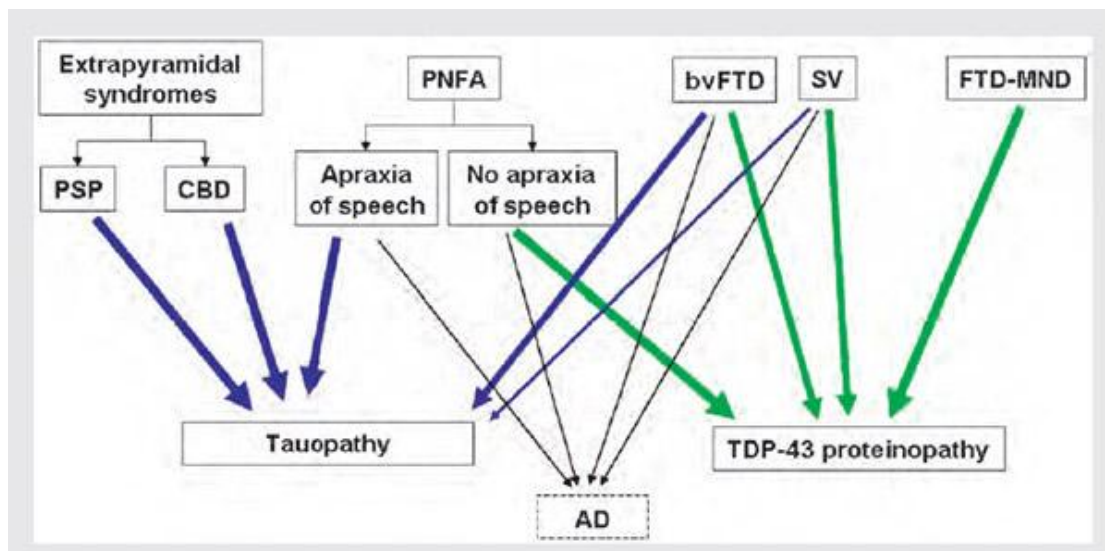 Extrapyramidal
syndromes
PNFA
bvFTD
SV
FTD-MND
PSP
CBD
Apraxia
of speech
No apraxia
of speech
Tauopathy
TDP-43 proteinopathy
AD